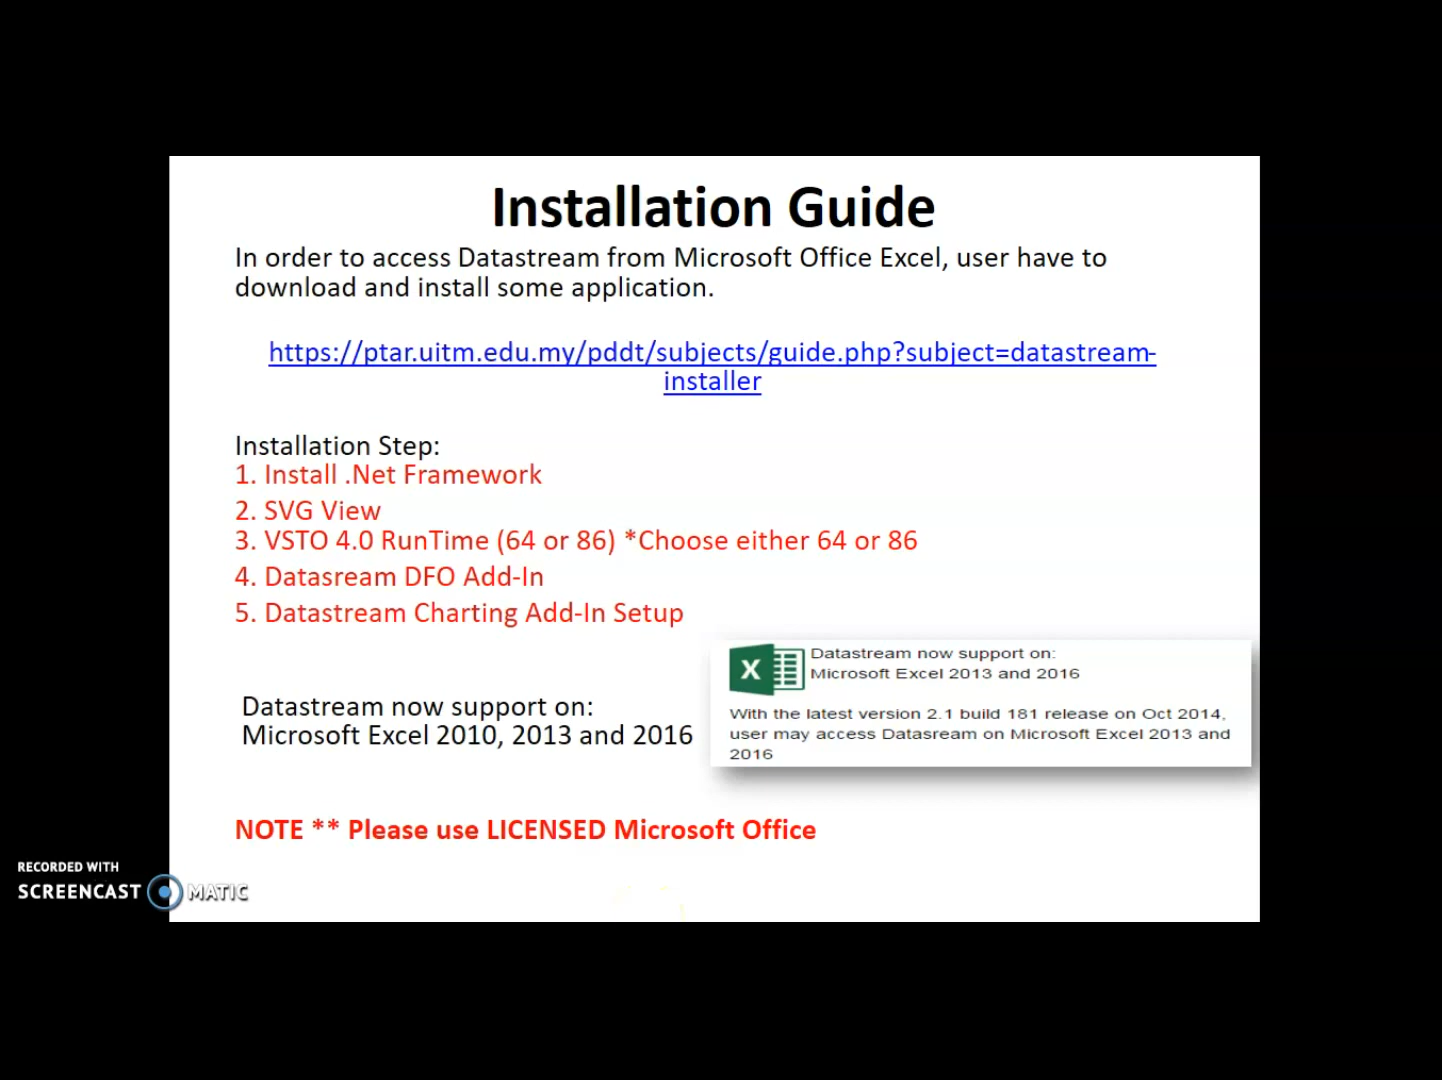 Installation Guide
In order to access Datastream from Microsoft Office Excel, user have to
download and install some application.
https://ptar.uitm.edu.my/pddt/subjects/guide.php?subject=datastream-
installer
Installation Step:
1. Install .Net Framework
2. SVG View
3. VSTO 4.0 RunTime (64 or 86) *Choose either 64 or 86
4. Datasream DFO Add-In
5. Datastream Charting Add-In Setup
Datastream now support on:
Microsoft Excel 2010, 2013 and 2016
X
Datastream now support on:
Microsoft Excel 2013 and 2016
With the latest version 2.1 build 181 release on Oct 2014,
user may access Datasream on Microsoft Excel 2013 and
2016
NOTE ** Please use LICENSED Microsoft Office
RECORDED WITH
SCREENCAST MATIC